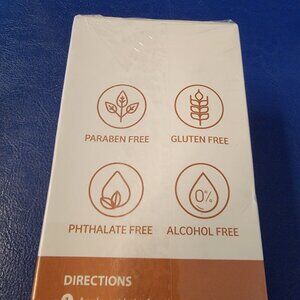 PARABEN FREE
GLUTEN FREE
0%
PHTHALATE FREE
ALCOHOL FREE
DIRECTIONS